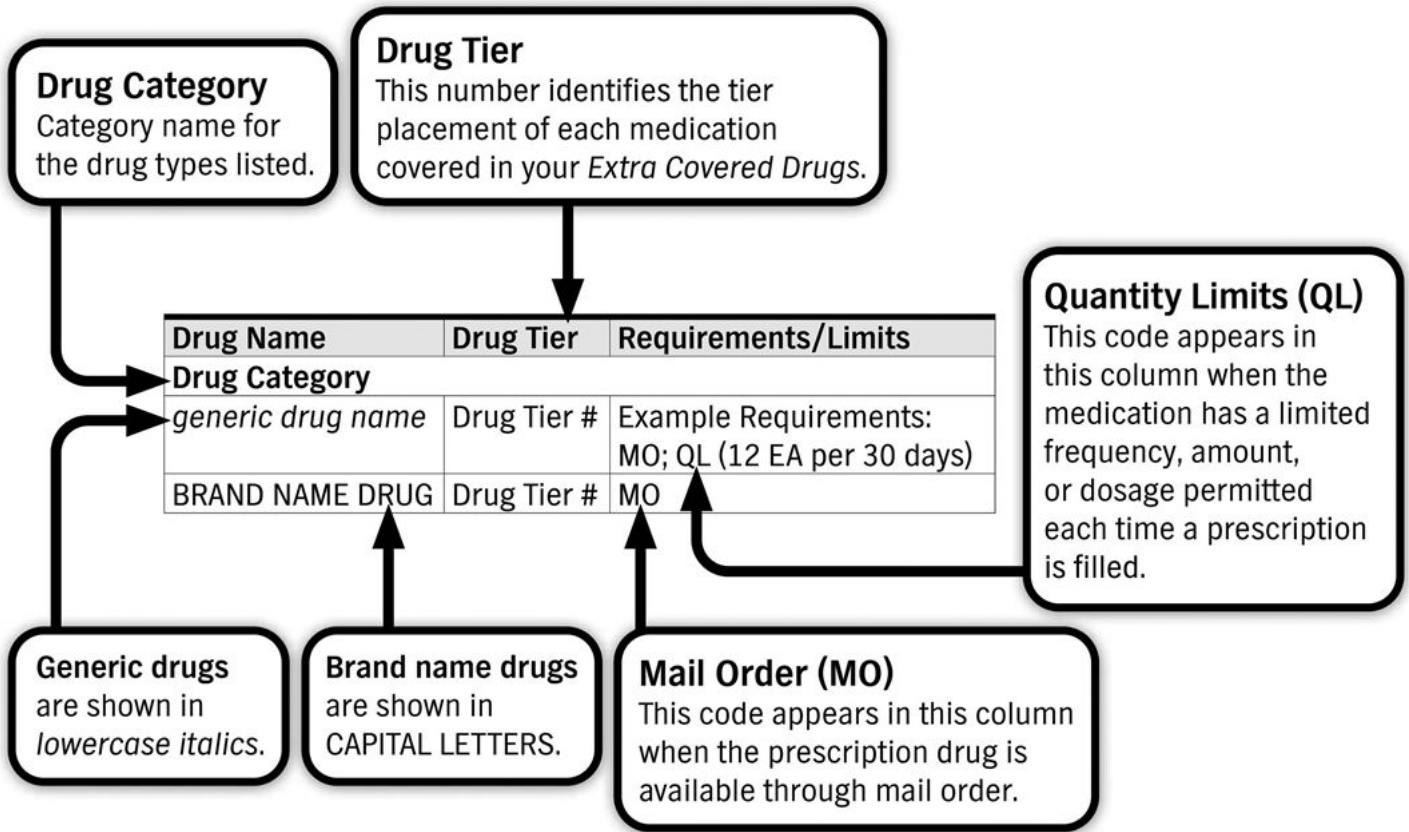 Drug Category
Category name for
the drug types listed.
Drug Tier
This number identifies the tier
placement of each medication
covered in your Extra Covered Drugs.
Quantity Limits (QL)
This code appears in
this column when the
medication has a limited
frequency, amount,
or dosage permitted
each time a prescription
is filled.
Drug Name Drug Tier Requirements/Limits
Drug Category
generic drug name Drug Tier # Example Requirements:
MO; QL (12 EA per 30 days)
BRAND NAME DRUG Drug Tier # MO
Generic drugs
are shown in
lowercase italics.
Brand name drugs
are shown in
CAPITAL LETTERS.
Mail Order (MO)
This code appears in this column
when the prescription drug is
available through mail order.